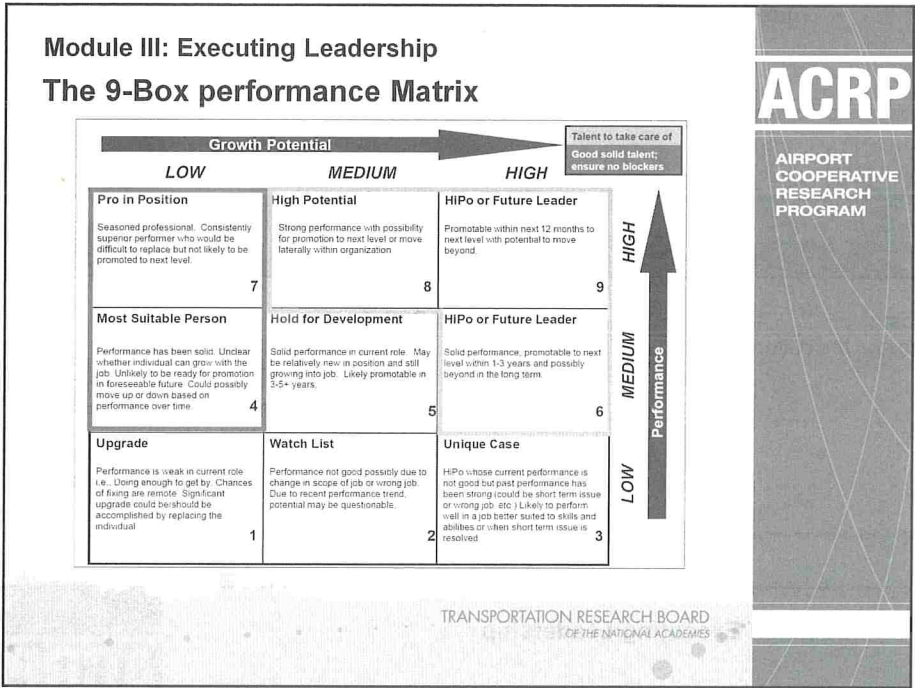 Module III: Executing Leadership
The 9-Box performance Matrix
Growth Potential
Talent to take care of
Good solid talent;
ensure no blockers
LOW
MEDIUM
HIGH
Pro in Position
Seasoned professional. Consistently
superior performer who would be
difficult to replace but not likely to be
promoted to next level.
7
High Potential
Strong performance with possibility
for promotion to next level or move
laterally within organization
8
HiPo or Future Leader
Promotable within next 12 months to
next level with potential to move
beyond.
9
HIGH
Most Suitable Person
Performance has been solid. Unclear
whether individual can grow with the
job. Unlikely to be ready for promotion
in foreseeable future. Could possibly
move up or down based on
performance over time.
4
Hold for Development
Solid performance in current role. May
be relatively new in position and still
growing into job. Likely promotable in
3-5+ years.
5
HiPo or Future Leader
Solid performance, promotable to next
level within 1-3 years and possibly
beyond in the long term.
6
MEDIUM
Performance
Upgrade
Performance is weak in current role
i.e., Doing enough to get by. Chances
of fixing are remote. Significant
upgrade could be/should be
accomplished by replacing the
individual
1
Watch List
Performance not good possibly due to
change in scope of job or wrong job.
Due to recent performance trend,
potential may be questionable.
2
Unique Case
HiPo whose current performance is
not good but past performance has
been strong (could be short term issue
or wrong job, etc.) Likely to perform
well in a job better suited to skills and
abilities or when short term issue is
resolved
3
LOW
ACRP
AIRPORT
COOPERATIVE
RESEARCH
PROGRAM
TRANSPORTATION RESEARCH BOARD
OF THE NATIONAL ACADEMIES